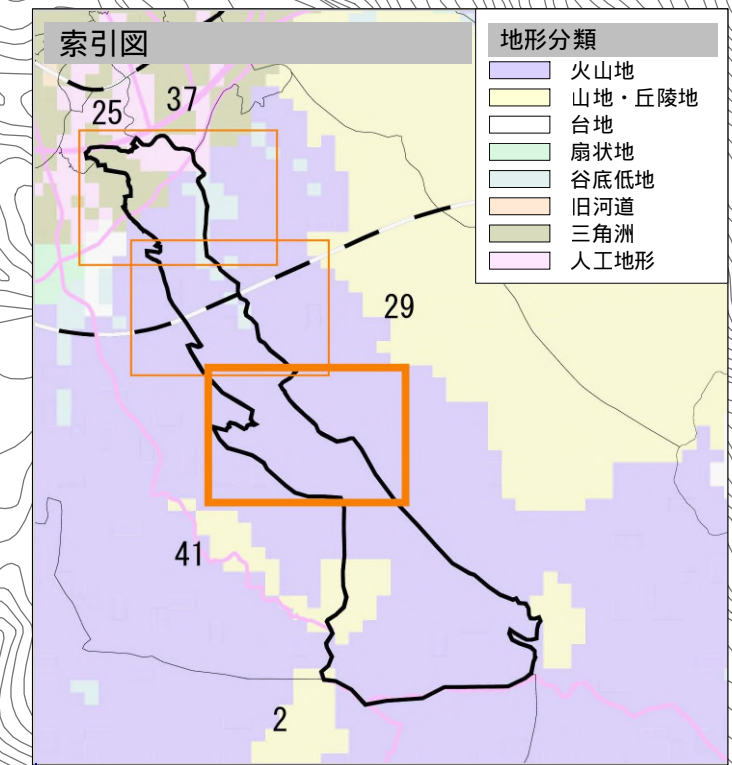 索引図
地形分類
火山地
山地・丘陵地
台地
扇状地
谷底低地
旧河道
三角洲
人工地形
25
37
29
41
2